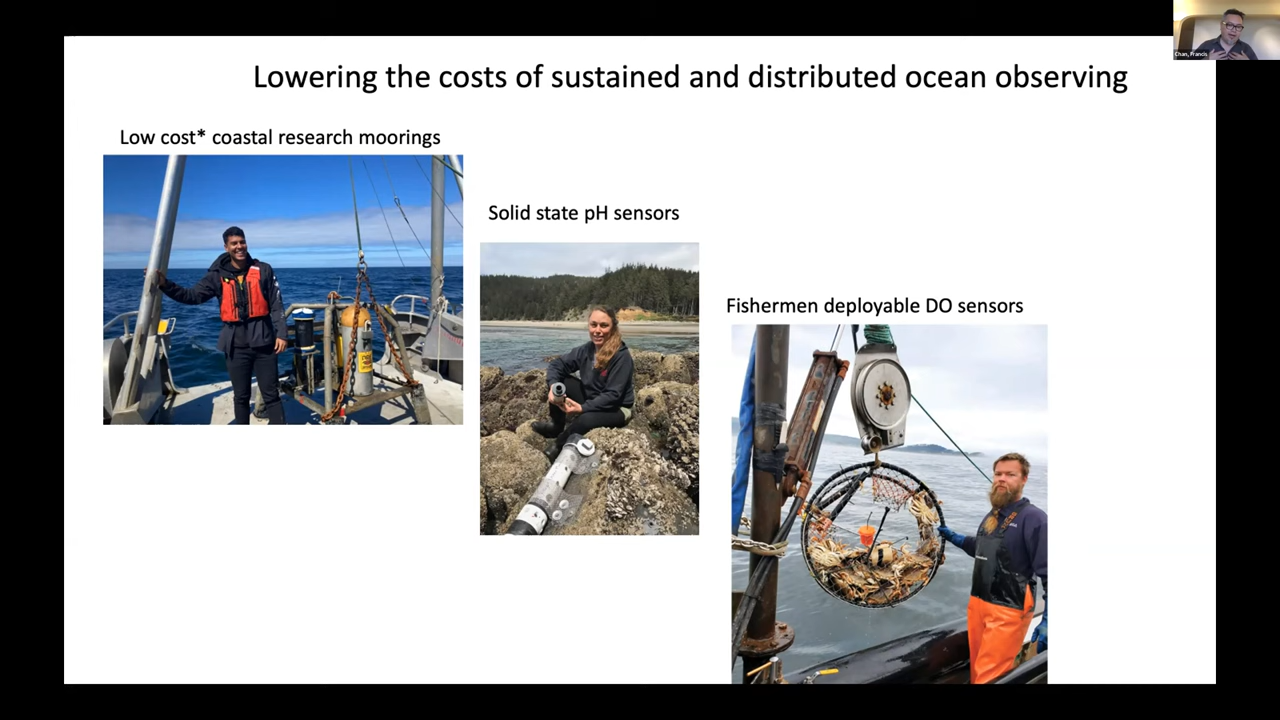 Lowering the costs of sustained and distributed ocean observing
Low cost* coastal research moorings
Solid state pH sensors
Fishermen deployable DO sensors
Chan, Francis